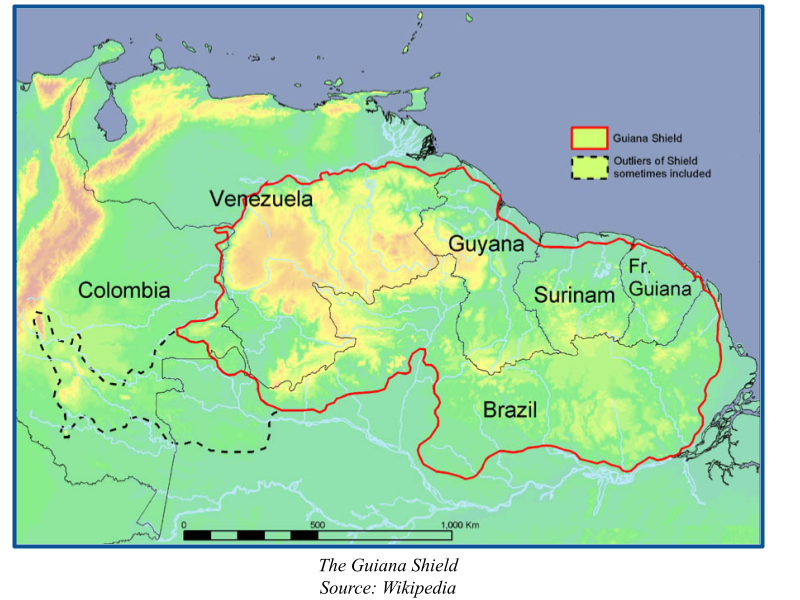 Guiana Shield
Outliers of Shield
sometimes included
Venezuela
Guyana
Fr.
Guiana
Surinam
Colombia
Brazil
0 500 1,000 Km
The Guiana Shield
Source: Wikipedia